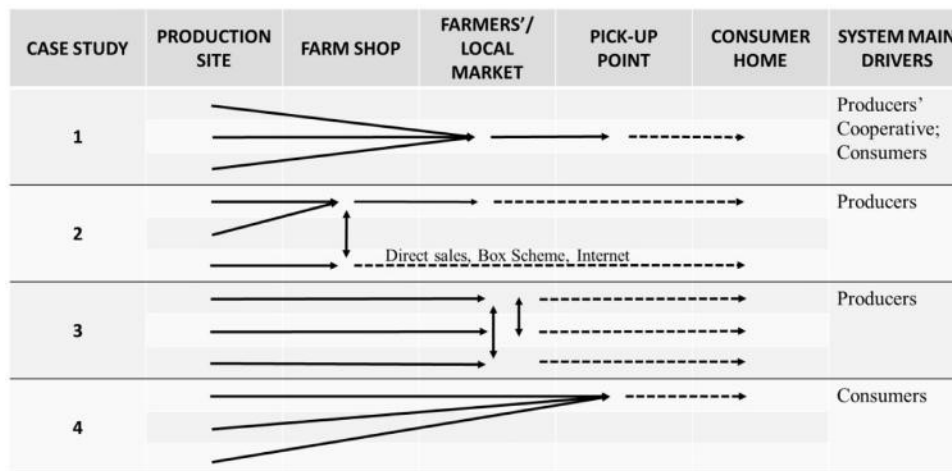 CASE STUDY
PRODUCTION
SITE
FARM SHOP
FARMERS'/
LOCAL
MARKET
PICK-UP
POINT
CONSUMER
HOME
SYSTEM MAIN
DRIVERS
1
Producers'
Cooperative;
Consumers
2
Direct sales, Box Scheme, Internet
Producers
3
Producers
4
Consumers